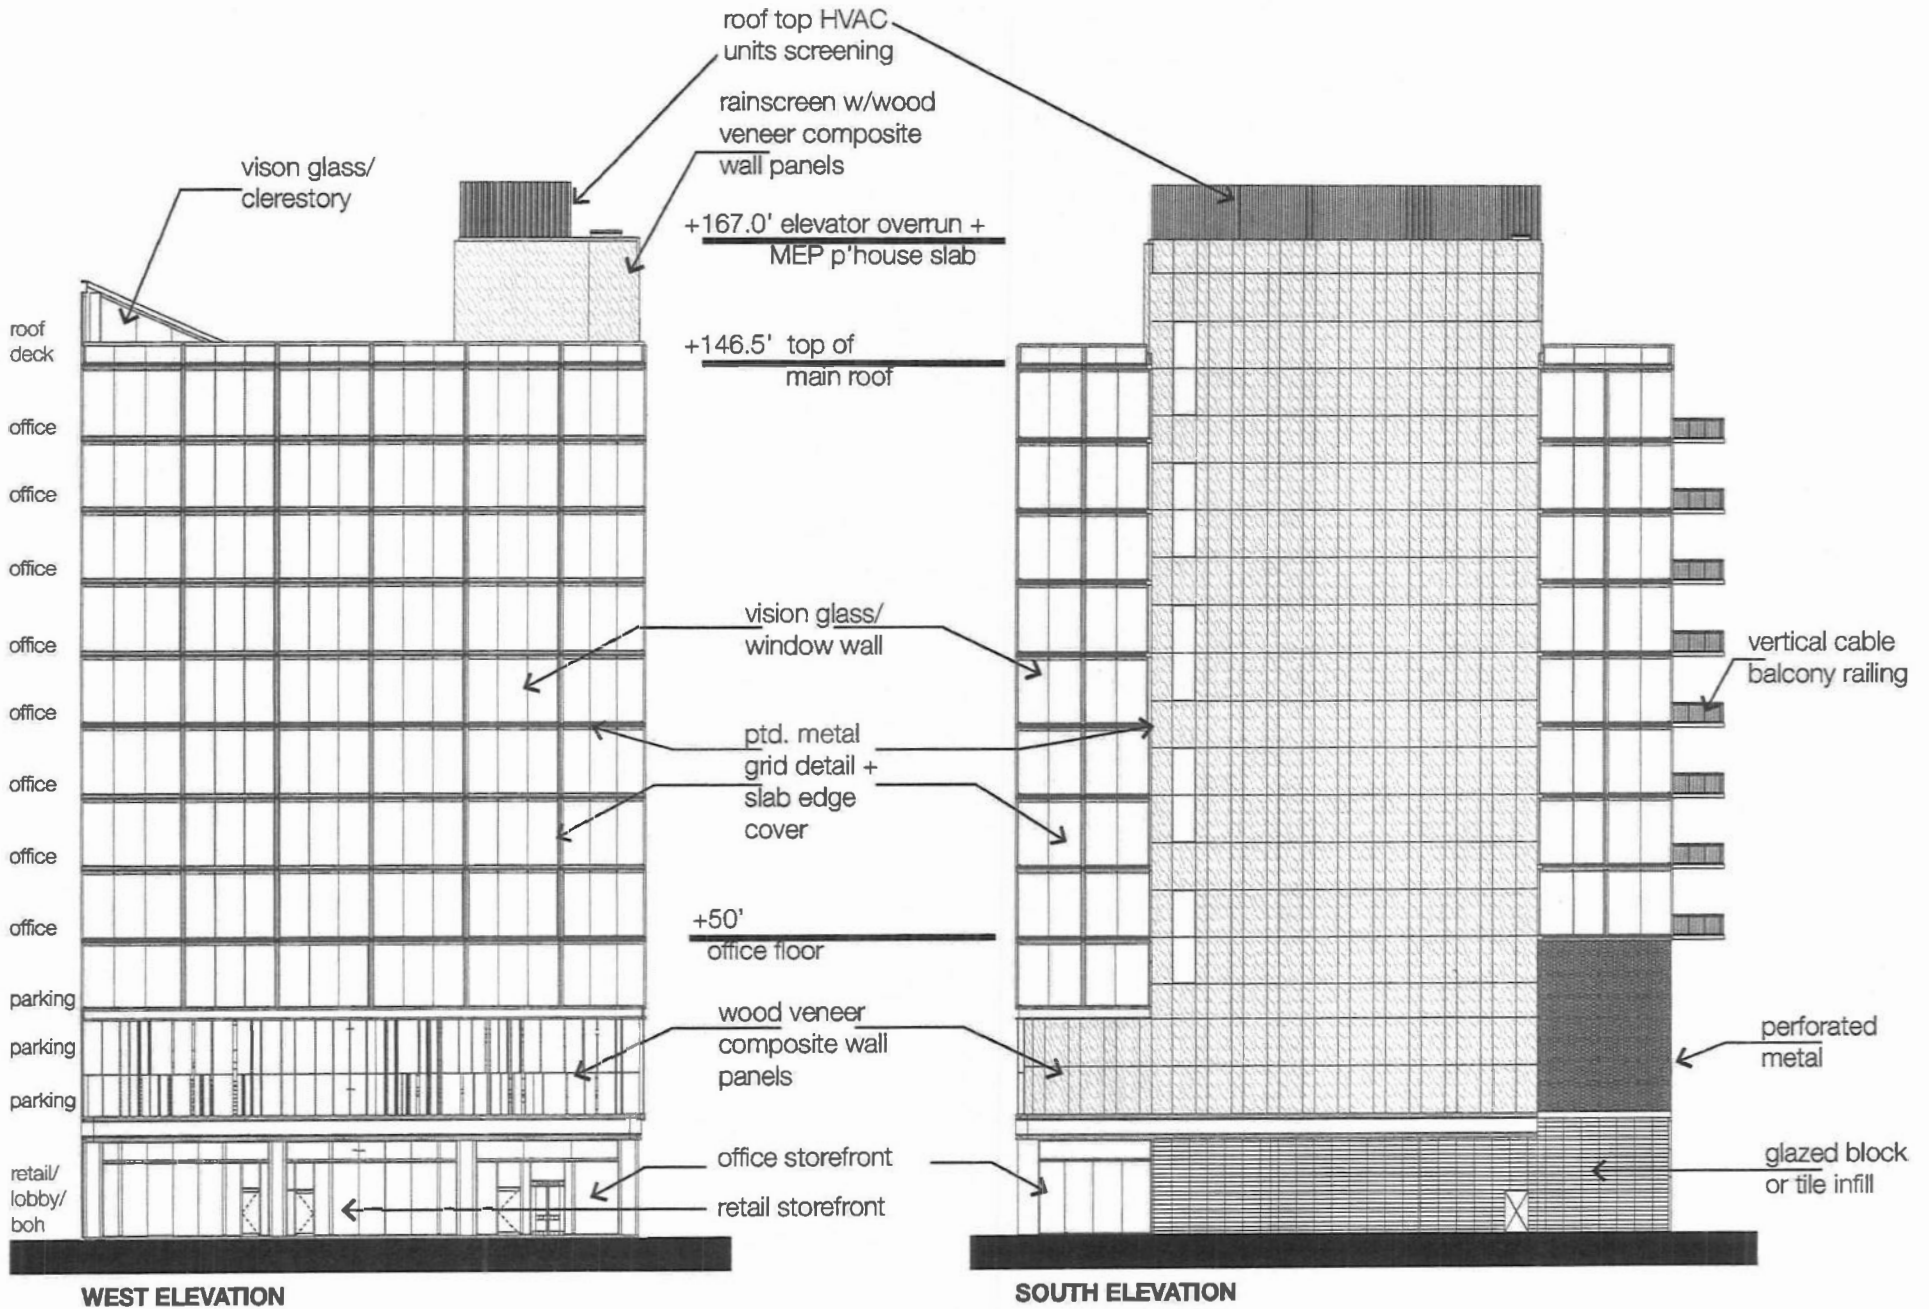 roof top HVAC
units screening
rainscreen w/wood
veneer composite
wall panels
vison glass/
clerestory
+167.0' elevator overrun +
MEP p'house slab
roof
deck
+146.5' top of
main roof
office
office
office
office
office
office
office
office
vision glass/
window wall
vertical cable
balcony railing
ptd. metal
grid detail +
slab edge
cover
+50'
office floor
parking
parking
parking
wood veneer
composite wall
panels
perforated
metal
retail/
lobby/
boh
office storefront
retail storefront
glazed block
or tile infill
WEST ELEVATION
SOUTH ELEVATION